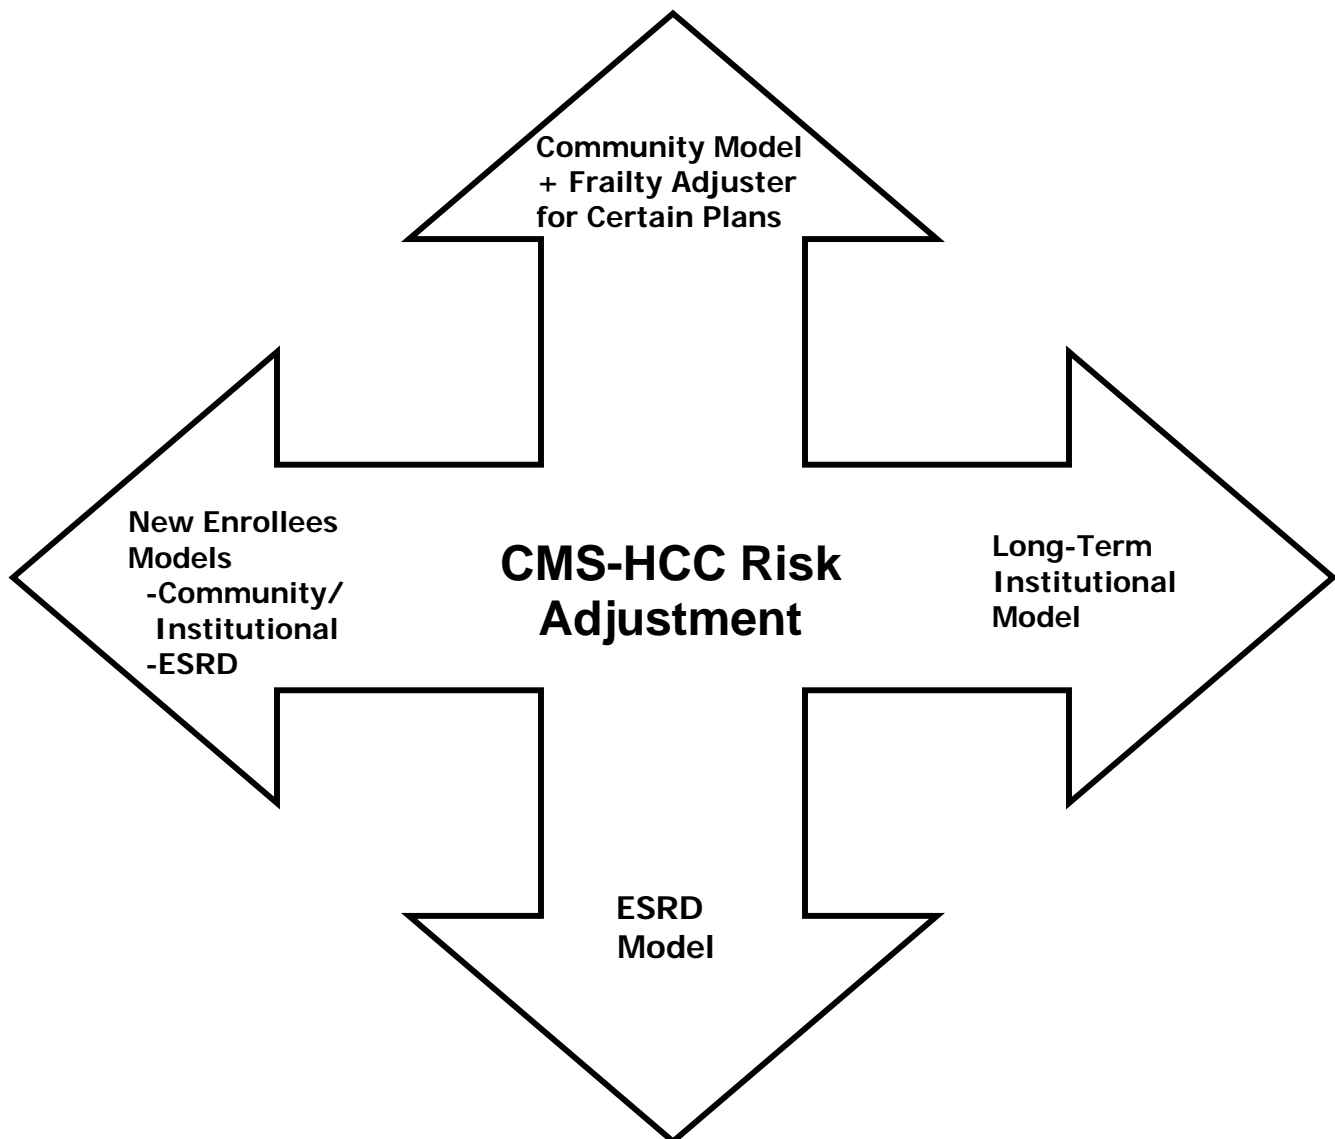 Community Model
+ Frailty Adjuster
for Certain Plans
New Enrollees
Models
-Community/
Institutional
-ESRD
CMS-HCC Risk
Adjustment
Long-Term
Institutional
Model
ESRD
Model